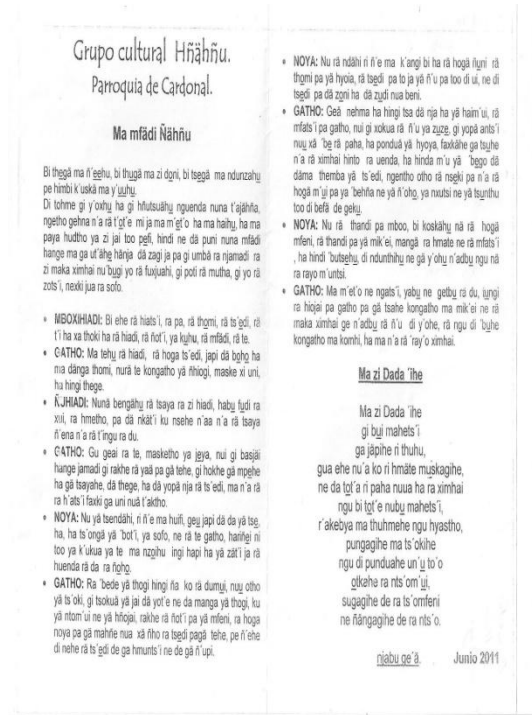 Grupo cultural Hñähñu.
Parroquia de Cardonal.
Ma mfädi Ñähñu
Bi thegä ma ñ´eehu, bi thugä ma zi doni, bi tsegä ma ndunzahu
pe himbi k'uskä ma y'uuhu.
Di tohme gi y'oxhu ha gi hñutsuähu nguenda nuna t'ajähña,
ngetho gehna n´a rä t'ot´e mi ja ma m´et´o ha ma haihu, ha ma
paya hudtho ya zi jai too pefi, hindi ne dä puni nuna mfädi
hange ma ga ut'ähe hänja dä zagi ja pa gi umbä ra njamadi ra
zi maka ximhai nu'bugi yo rä fuxjuahi, gi poti rä mutha, gi yo rä
zots´i, nexki jua ra sofo.
• MBOXIHIADI: Bi ehe rä hiats´i, ra pa, rä thomi, rä ts´edi, rä
t'i ha xa thoki ha rä hiadi, rä ñot'i, ya kuhu, rä mfädi, rä te.
• GATHO: Ma tehu rä hiadi, rä hoga ts´edi, japi dä boho ha
ma dänga thomi, nurä te kongatho yä ñhiogi, maske xi uni,
ha hingi thege.
• ÑJHIADI: Nunä bengähu rä tsaya ra zi hiadi, habu fudi ra
xui, ra hmetho, pa dä nkät'i ku nsehe n´aa n´a rä tsaya
ñ´ena n´a rä t'ingu ra du.
• GATHO: Gu geai ra te, masketho ya jeya, nui gi basjäi
hange jamadi gi rakhe rä yaä pa gä tehe, gi hokhe gä mpehe
ha gä tsayahe, dä thege, ha dä yopä nja rä ts´edi, ma n´a rä
ra h'ats´i faxki ga uni nuä t'aktho.
• NOYA: Nu yä tsendähi, ri ñ´e ma huifi, geu japi dä da yä tse,
ha, ha ts´ongä yä 'bot'i, ya sofo, ne rä te gatho, hariñei ni
too ya k'ukua ya te ma nzoihu ingi hapi ha yä zät'i ja rä
huenda rä da ra ñoho.
• GATHO: Ra 'bede yä thogi hingi ña ko rä dumui, nuu otho
yä ts´oki, gi tsokuä yä jai dä yot'e ne da manga yä thogi, ku
yä ntom´ui ne yä hñojai, rakhe rä ñot'i pa yä mfeni, ra hoga
noya pa gä mahñe nua xä ñho ra tsedi pagä tehe, pe ñ´ehe
di nehe rä ts´edi de ga hmunts´i ne de gä ñ'upi.
• NOYA: Nu rä ndähi ri ñ´e ma k'angi bi ha rä hogä ñuni rä
thomi pa yä hyoia, rä tsedi pa to ja yä ñ´u pa too di ui, ne di
tsedi pa dä zoni ha dä zudi nua beni.
• GATHO: Geä nehma ha hingi tsa dä nja ha yä haim´ui, rä
mfats´i pa gatho, nui gi xokua rä ñ´u ya zuze, gi yopä ants´i
nuu xä ´be rä paha, ha ponduä yä hyoya, faxkähe ga tsuhe
n´a rä ximhai hinto ra uenda, ha hinda m´u yä ´bego dä
däma themba yä ts´edi, ngentho otho rä nseki pa n´a rä
hogä m´ui pa ya ´behña ne yä ñ´oho, ya nxutsi ne yä tsunthu
too di befä de geku.
• NOYA: Nu rä thandi pa mboo, bi koskähu nä rä hogä
mfeni, rä thandi pa yä mik´ei, mangä ra hmate ne rä mfats´i
, ha hindi ´butsehu, di ndunthihu ne gä y'ohu n´adbu ngu nä
ra rayo m´untsi.
• GATHO: Ma m´et´o ne ngats´i, yabu ne getbu rä du, iungi
ra hiojai pa gatho pa gä tsahe kongatho ma mik´ei ne rä
maka ximhai ge n´adbu rä ñ´u di y'ohe, rä ngu di 'buhe
kongatho ma komhi, ha ma n´a rä 'ray´o ximhai.
Ma zi Dada ´ihe
Ma zi Dada ´ihe
gi bui mahets´i
ga jäpihe ri thuhu,
gua ehe nu´a ko ri hmäte muskagihe,
ne da tot´a ri paha nuua ha ra ximhai
ngu bi tot´e nubu mahets´i,
r´akebya ma thuhmehe ngu hyastho,
pungagihe ma ts´okihe
ngu di punduahe un´u to´o
otkahe ra nts´om´ui,
sugagihe de ra ts´omfeni
ne ñängagihe de ra nts´o.
njabu ge´ä. Junio 2011